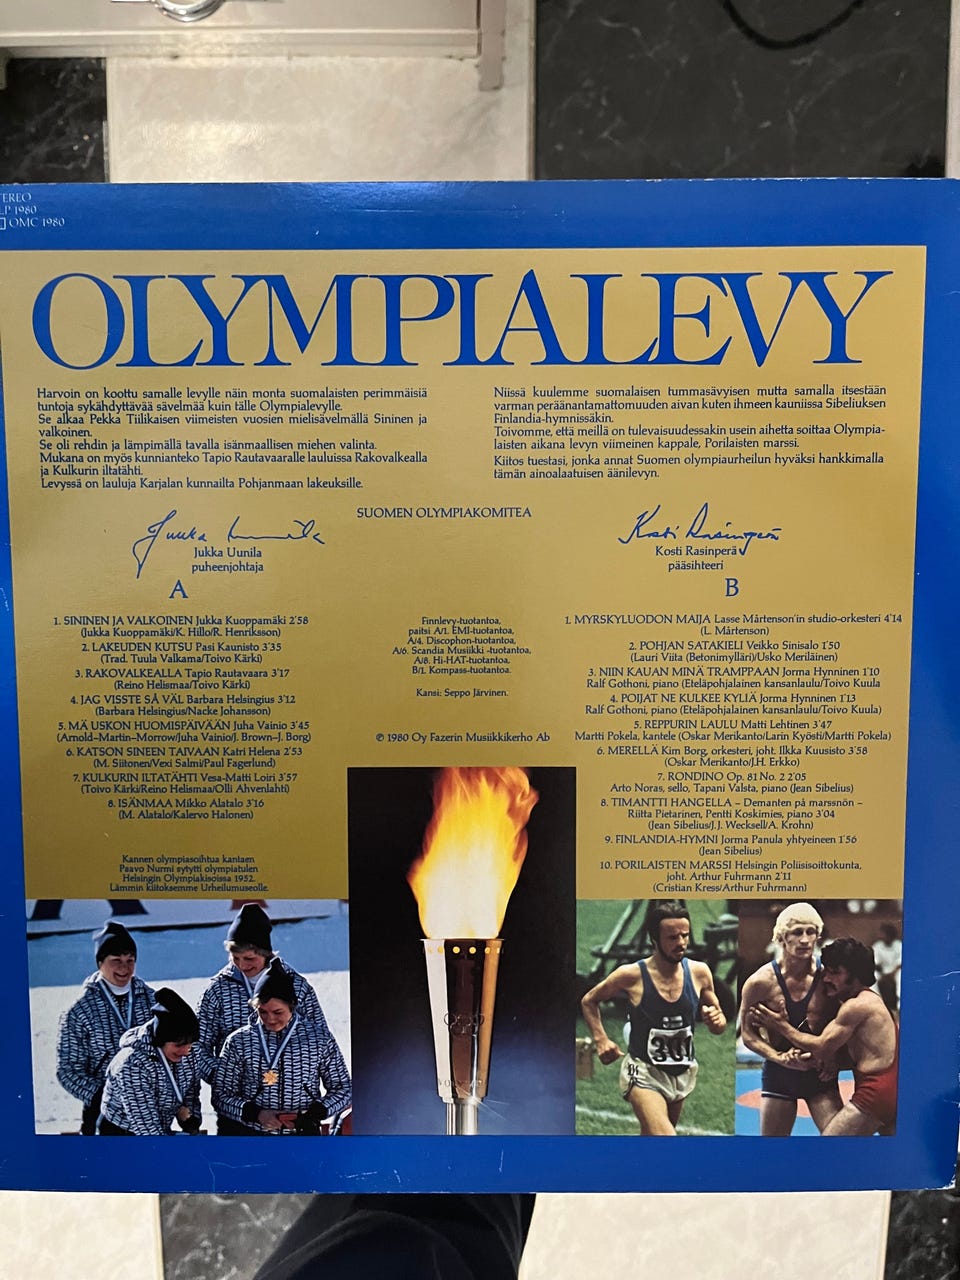 LP 1980
OMC 1980
OLYMPIALEVY
Harvoin on koottu samalle levylle näin monta suomalaisten perimmäisiä
tuntoja sykähdyttävää sävelmää kuin tälle Olympialevylle.
Se alkaa Pekka Tiilikaisen viimeisten vuosien mielisävelmällä Sininen ja
valkoinen.
Se oli rehdin ja lämpimällä tavalla isänmaallisen miehen valinta.
Mukana on myös kunnianteko Tapio Rautavaaralle lauluissa Rakovalkealla
ja Kulkurin iltatähti.
Levyssä on lauluja Karjalan kunnailta Pohjanmaan lakeuksille.
Niissä kuulemme suomalaisen tummasävyisen mutta samalla itsestään
varman peräänantamattomuuden aivan kuten ihmeen kauniissa Sibeliuksen
Finlandia-hymnissäkin.
Toivomme, että meillä on tulevaisuudessakin usein aihetta soittaa Olympia-
laisten aikana levyn viimeinen kappale, Porilaisten marssi.
Kiitos tuestasi, jonka annat Suomen olympiaurheilun hyväksi hankkimalla
tämän ainoalaatuisen äänilevyn.
SUOMEN OLYMPIAKOMITEA
Jukka Uunila
Jukka Uunila
puheenjohtaja
Kosti Rasinperä
Kosti Rasinperä
pääsihteeri
A
1. SININEN JA VALKOINEN Jukka Kuoppamäki 2'58
(Jukka Kuoppamäki/K. Hillo/R. Henriksson)
2. LAKEUDEN KUTSU Pasi Kaunisto 3'35
(Trad. Tuula Valkama/Toivo Kärki)
3. RAKOVALKEALLA Tapio Rautavaara 3'17
(Reino Helismaa/Toivo Kärki)
4. JAG VISSTE SÅ VÄL Barbara Helsingius 3'12
(Barbara Helsingius/Nacke Johansson)
5. MÄ USKON HUOMISPÄIVÄÄN Juha Vainio 3'45
(Arnold–Martin–Morrow/Juha Vainio/J. Brown–J. Borg)
6. KATSON SINEEN TAIVAAN Katri Helena 2'53
(M. Siitonen/Vexi Salmi/Paul Fagerlund)
7. KULKURIN ILTATÄHTI Vesa-Matti Loiri 3'57
(Toivo Kärki/Reino Helismaa/Olli Ahvenlahti)
8. ISÄNMAA Mikko Alatalo 3'16
(M. Alatalo/Kalervo Halonen)
Kannen olympiasoihtua kantaen
Paavo Nurmi sytytti olympiatulen
Helsingin Olympiakisoissa 1952.
Lämmin kiitoksemme Urheilumuseolle.
Finnlevy-tuotantoa,
paitsi A/1. EMI-tuotantoa,
A/4. Discophon-tuotantoa,
A/6. Scandia Musiikki -tuotantoa,
A/8. Hi-HAT-tuotantoa,
B/1. Kompass-tuotantoa.
Kansi: Seppo Järvinen.
℗ 1980 Oy Fazerin Musiikkikerho Ab
B
1. MYRSKYLUODON MAIJA Lasse Mårtenson'in studio-orkesteri 4'14
(L. Mårtenson)
2. POHJAN SATAKIELI Veikko Sinisalo 1'50
(Lauri Viita (Betonimylläri)/Usko Meriläinen)
3. NIIN KAUAN MINÄ TRAMPPAAN Jorma Hynninen 1'10
Ralf Gothoni, piano (Eteläpohjalainen kansanlaulu/Toivo Kuula
4. POIJAT NE KULKEE KYLIÄ Jorma Hynninen 1'13
Ralf Gothoni, piano (Eteläpohjalainen kansanlaulu/Toivo Kuula)
5. REPPURIN LAULU Matti Lehtinen 3'47
Martti Pokela, kantele (Oskar Merikanto/Larin Kyösti/Martti Pokela)
6. MERELLÄ Kim Borg, orkesteri, joht. Ilkka Kuusisto 3'58
(Oskar Merikanto/J.H. Erkko)
7. RONDINO Op. 81 No. 2 2'05
Arto Noras, sello, Tapani Valsta, piano (Jean Sibelius)
8. TIMANTTI HANGELLA – Demanten på marssnön –
Riitta Pietarinen, Pentti Koskimies, piano 3'04
(Jean Sibelius/J.J. Wecksell/A. Krohn)
9. FINLANDIA-HYMNI Jorma Panula yhtyeineen 1'56
(Jean Sibelius)
10. PORILAISTEN MARSSI Helsingin Poliisisoittokunta,
joht. Arthur Fuhrmann 2'11
(Cristian Kress/Arthur Fuhrmann)
301